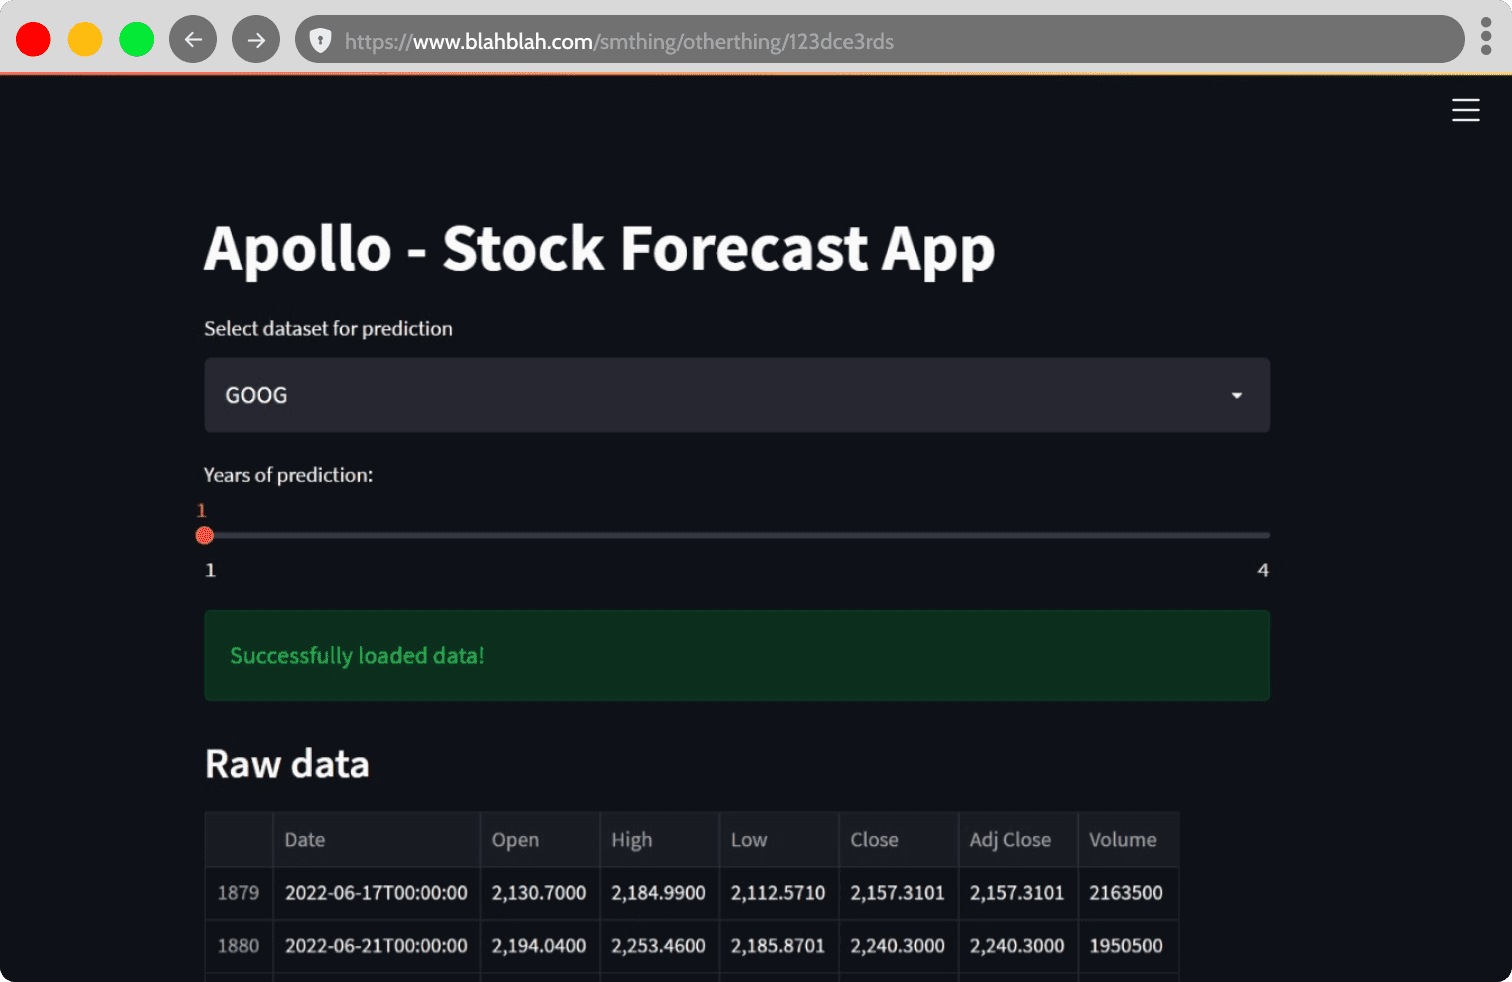 https://www.blahblah.com/smthing/otherthing/123dce3rds
Apollo - Stock Forecast App
Select dataset for prediction
GOOG
Years of prediction:
1
1 4
Successfully loaded data!
Raw data
Date Open High Low Close Adj Close Volume
1879 2022-06-17T00:00:00 2,130.7000 2,184.9900 2,112.5710 2,157.3101 2,157.3101 2163500
1880 2022-06-21T00:00:00 2,194.0400 2,253.4600 2,185.8701 2,240.3000 2,240.3000 1950500